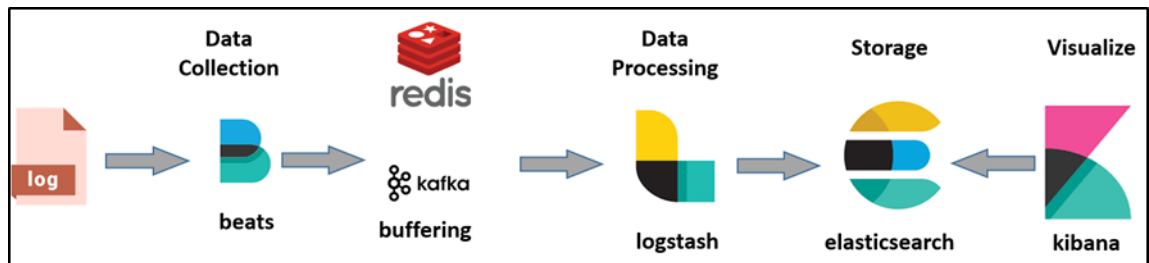 log
Data
Collection
beats
redis
kafka
buffering
Data
Processing
logstash
Storage
elasticsearch
Visualize
kibana